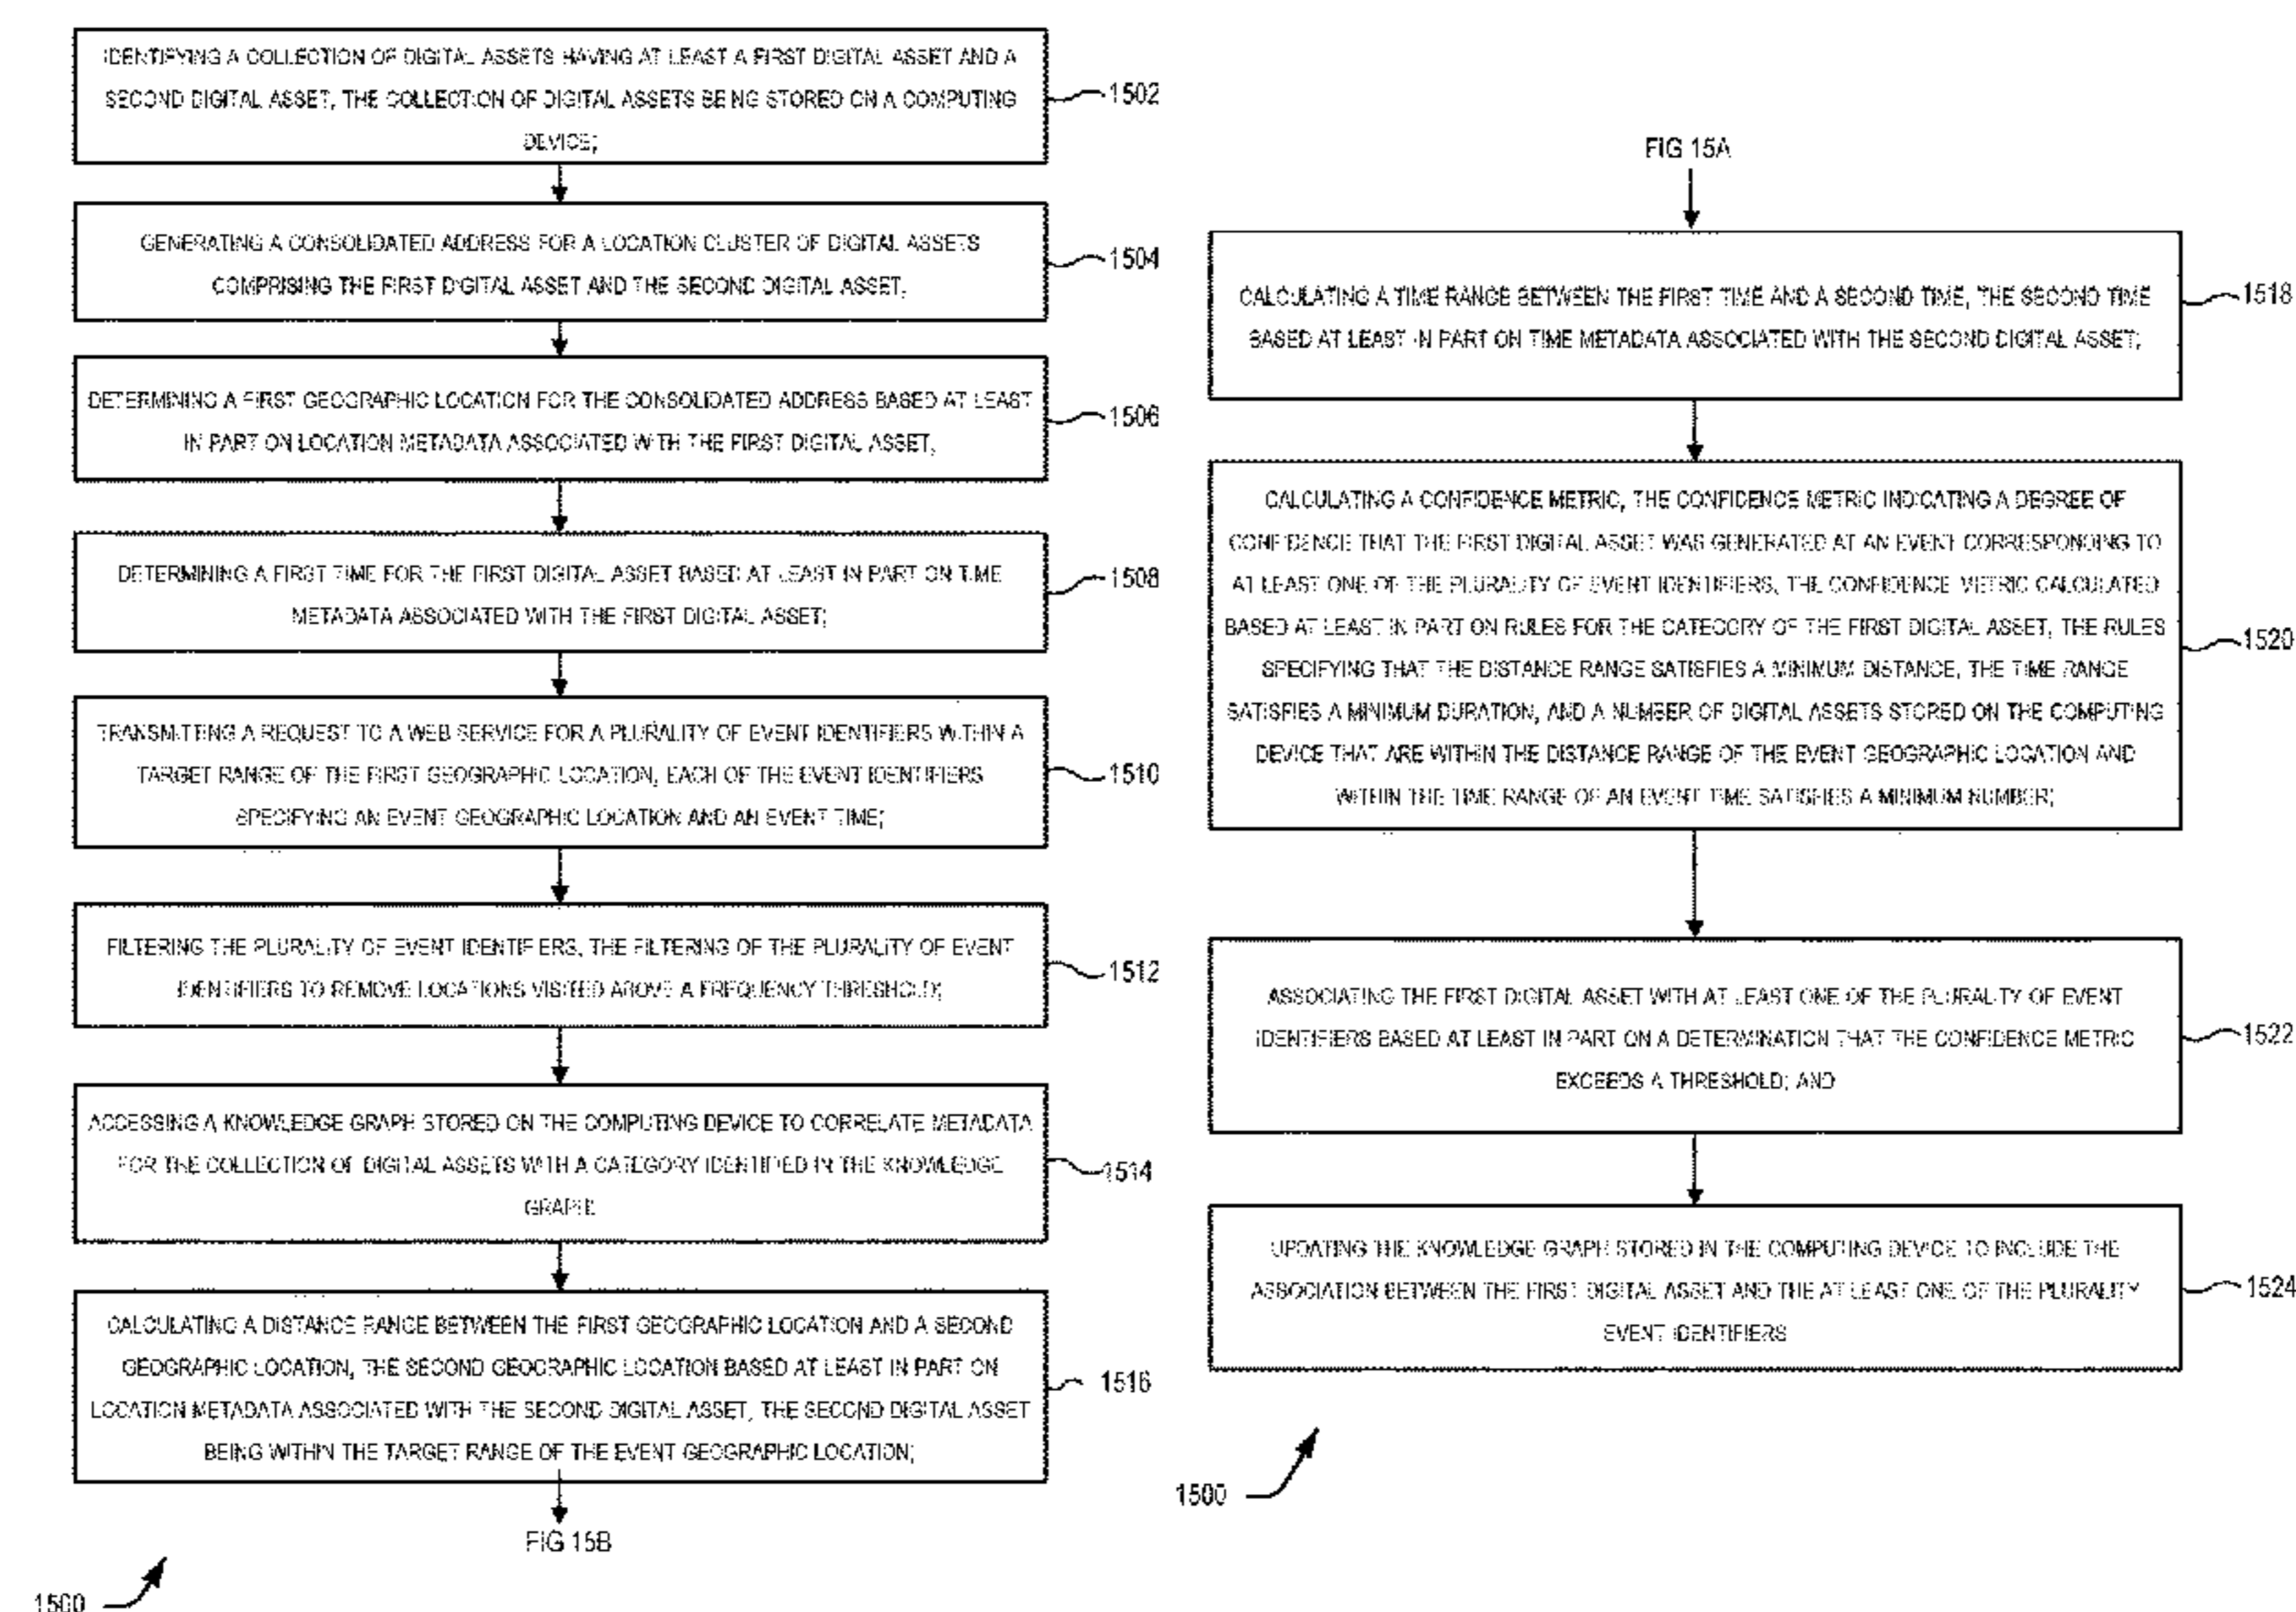 IDENTIFYING A COLLECTION OF DIGITAL ASSETS HAVING AT LEAST A FIRST DIGITAL ASSET AND A
SECOND DIGITAL ASSET, THE COLLECTION OF DIGITAL ASSETS BEING STORED ON A COMPUTING
DEVICE;
1502
GENERATING A CONSOLIDATED ADDRESS FOR A LOCATION CLUSTER OF DIGITAL ASSETS
COMPRISING THE FIRST DIGITAL ASSET AND THE SECOND DIGITAL ASSET;
1504
DETERMINING A FIRST GEOGRAPHIC LOCATION FOR THE CONSOLIDATED ADDRESS BASED AT LEAST
IN PART ON LOCATION METADATA ASSOCIATED WITH THE FIRST DIGITAL ASSET;
1506
DETERMINING A FIRST TIME FOR THE FIRST DIGITAL ASSET BASED AT LEAST IN PART ON TIME
METADATA ASSOCIATED WITH THE FIRST DIGITAL ASSET;
1508
TRANSMITTING A REQUEST TO A WEB SERVICE FOR A PLURALITY OF EVENT IDENTIFIERS WITHIN A
TARGET RANGE OF THE FIRST GEOGRAPHIC LOCATION, EACH OF THE EVENT IDENTIFIERS
SPECIFYING AN EVENT GEOGRAPHIC LOCATION AND AN EVENT TIME;
1510
FILTERING THE PLURALITY OF EVENT IDENTIFIERS, THE FILTERING OF THE PLURALITY OF EVENT
IDENTIFIERS TO REMOVE LOCATIONS VISITED ABOVE A FREQUENCY THRESHOLD;
1512
ACCESSING A KNOWLEDGE GRAPH STORED ON THE COMPUTING DEVICE TO CORRELATE METADATA
FOR THE COLLECTION OF DIGITAL ASSETS WITH A CATEGORY IDENTIFIED IN THE KNOWLEDGE
GRAPH;
1514
CALCULATING A DISTANCE RANGE BETWEEN THE FIRST GEOGRAPHIC LOCATION AND A SECOND
GEOGRAPHIC LOCATION, THE SECOND GEOGRAPHIC LOCATION BASED AT LEAST IN PART ON
LOCATION METADATA ASSOCIATED WITH THE SECOND DIGITAL ASSET, THE SECOND DIGITAL ASSET
BEING WITHIN THE TARGET RANGE OF THE EVENT GEOGRAPHIC LOCATION;
1516
FIG 15B
1500
FIG 15A
CALCULATING A TIME RANGE BETWEEN THE FIRST TIME AND A SECOND TIME, THE SECOND TIME
BASED AT LEAST IN PART ON TIME METADATA ASSOCIATED WITH THE SECOND DIGITAL ASSET;
1518
CALCULATING A CONFIDENCE METRIC, THE CONFIDENCE METRIC INDICATING A DEGREE OF
CONFIDENCE THAT THE FIRST DIGITAL ASSET WAS GENERATED AT AN EVENT CORRESPONDING TO
AT LEAST ONE OF THE PLURALITY OF EVENT IDENTIFIERS, THE CONFIDENCE METRIC CALCULATED
BASED AT LEAST IN PART ON RULES FOR THE CATEGORY OF THE FIRST DIGITAL ASSET, THE RULES
SPECIFYING THAT THE DISTANCE RANGE SATISFIES A MINIMUM DISTANCE, THE TIME RANGE
SATISFIES A MINIMUM DURATION, AND A NUMBER OF DIGITAL ASSETS STORED ON THE COMPUTING
DEVICE THAT ARE WITHIN THE DISTANCE RANGE OF THE EVENT GEOGRAPHIC LOCATION AND
WITHIN THE TIME RANGE OF AN EVENT TIME SATISFIES A MINIMUM NUMBER;
1520
ASSOCIATING THE FIRST DIGITAL ASSET WITH AT LEAST ONE OF THE PLURALITY OF EVENT
IDENTIFIERS BASED AT LEAST IN PART ON A DETERMINATION THAT THE CONFIDENCE METRIC
EXCEEDS A THRESHOLD; AND
1522
UPDATING THE KNOWLEDGE GRAPH STORED IN THE COMPUTING DEVICE TO INCLUDE THE
ASSOCIATION BETWEEN THE FIRST DIGITAL ASSET AND THE AT LEAST ONE OF THE PLURALITY
EVENT IDENTIFIERS
1524
1500